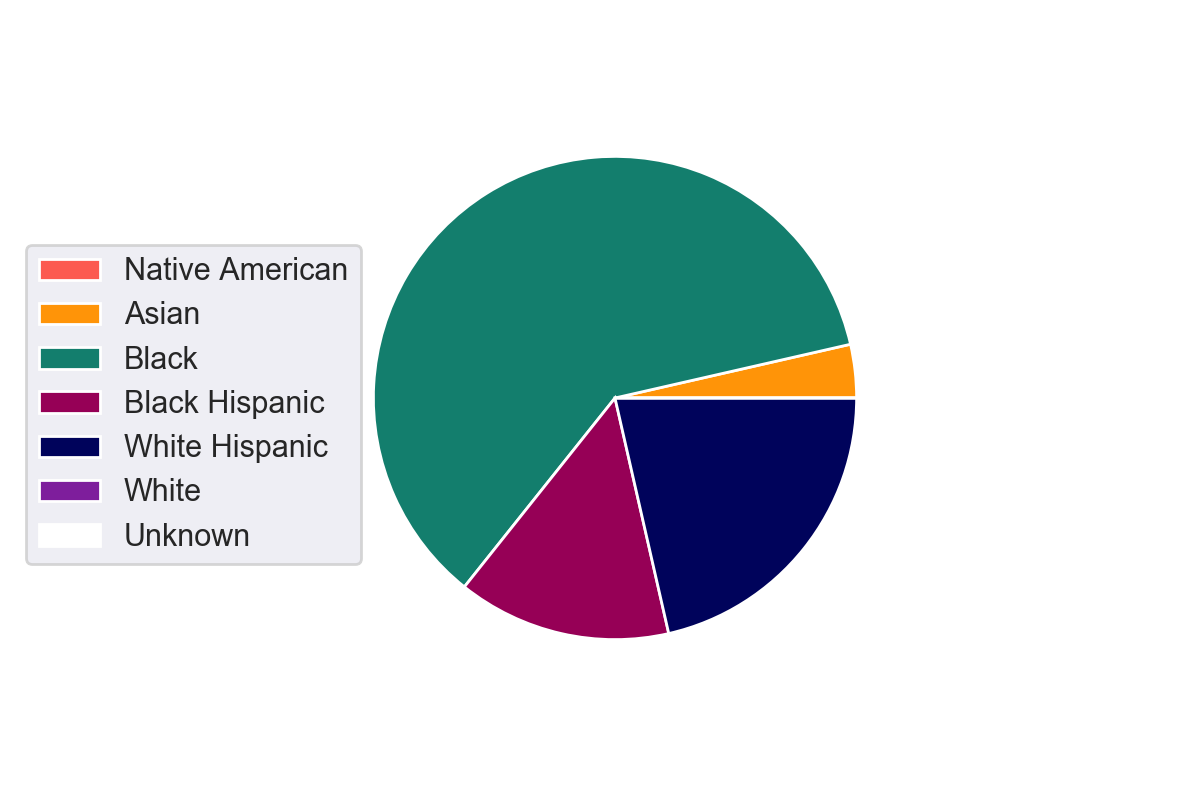 Native American
Asian
Black
Black Hispanic
White Hispanic
White
Unknown